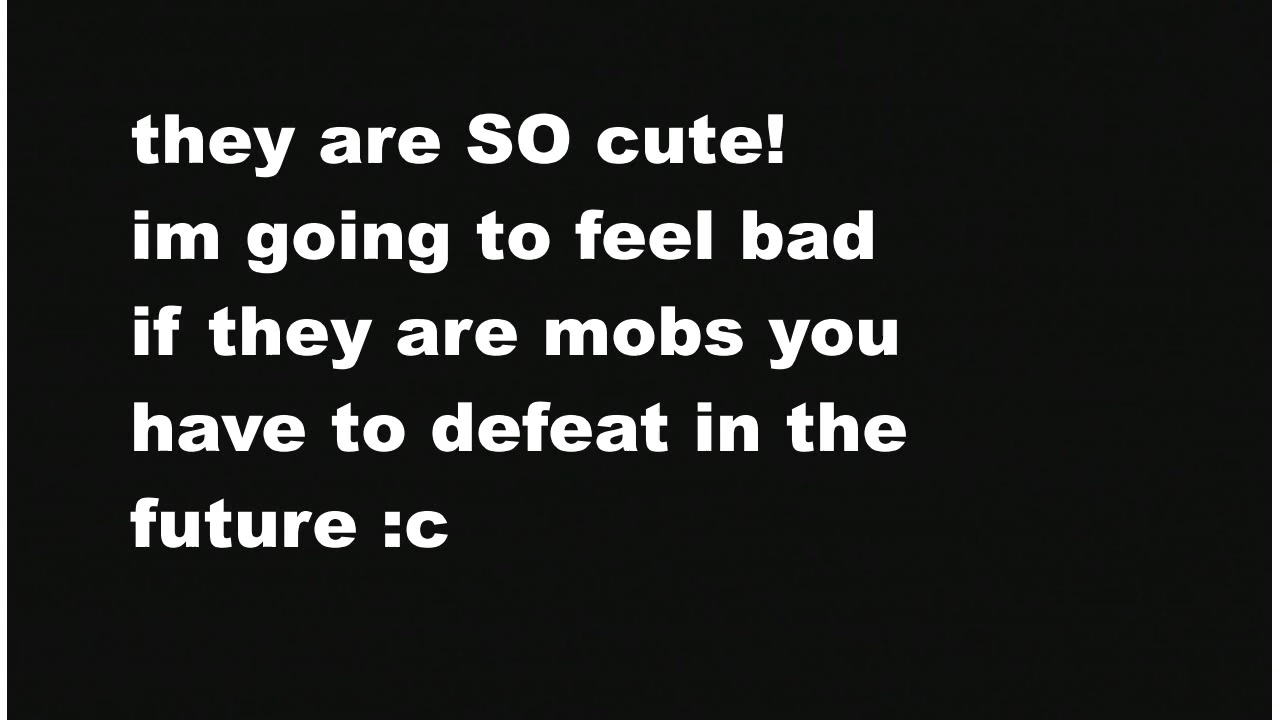 they are SO cute!
im going to feel bad
if they are mobs you
have to defeat in the
future :c